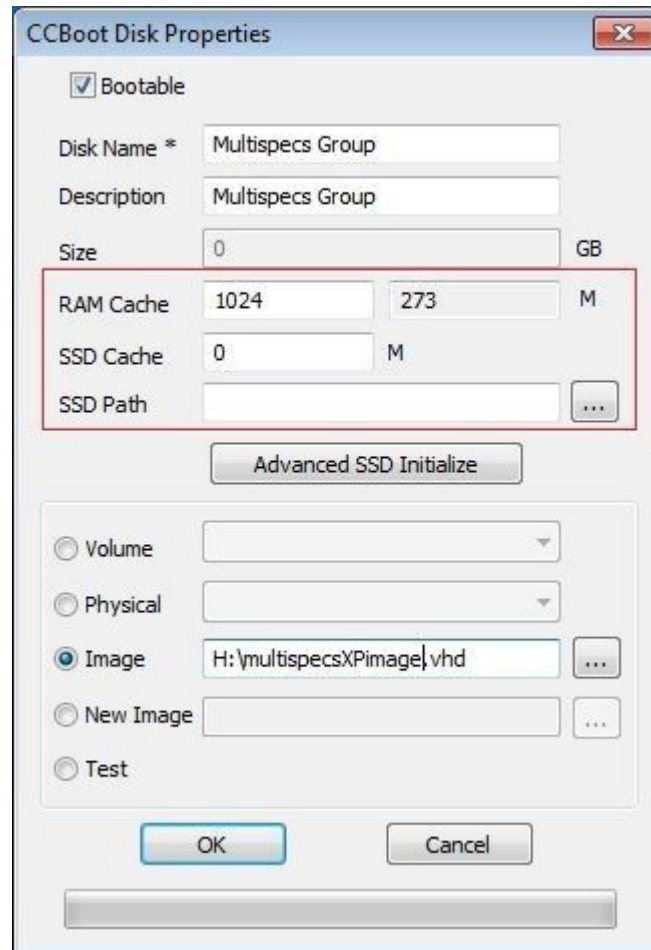 CCBoot Disk Properties
Bootable
Disk Name * Multispecs Group
Description Multispecs Group
Size 0 GB
RAM Cache 1024 273 M
SSD Cache 0 M
SSD Path ...
Advanced SSD Initialize
Volume
Physical
Image H:\multispecsXPimage.vhd ...
New Image ...
Test
OK Cancel